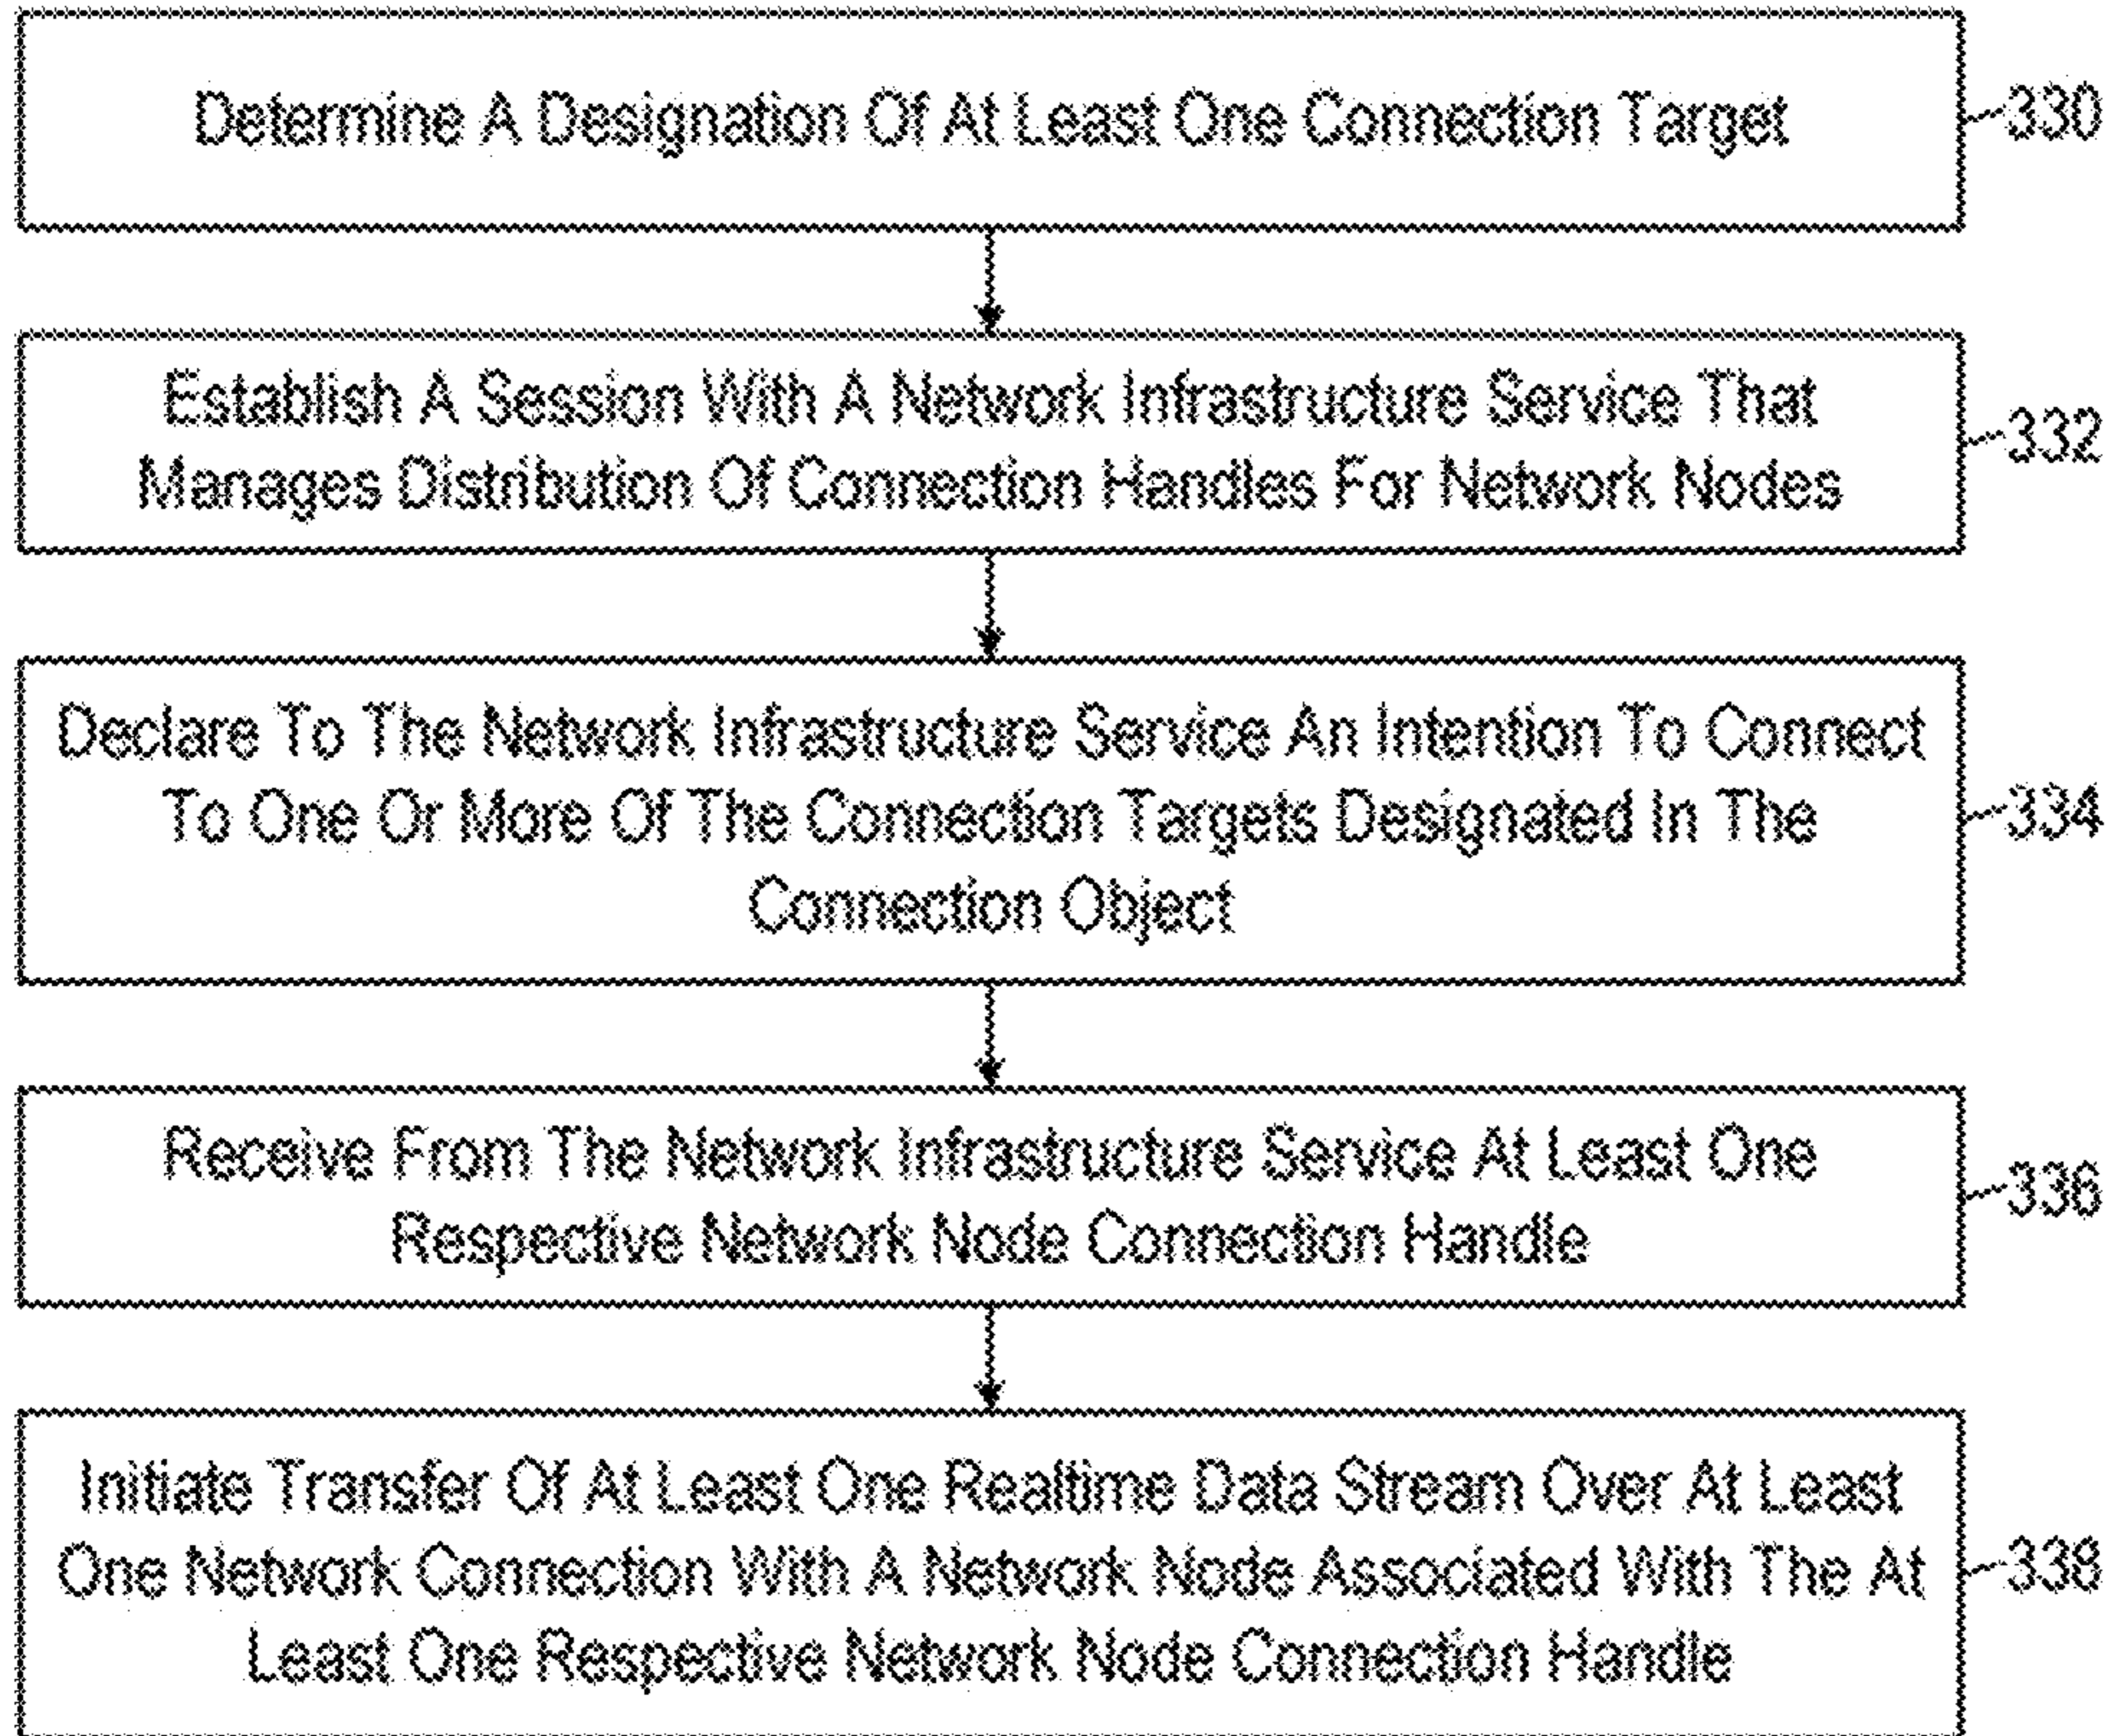 Determine A Designation Of At Least One Connection Target
330
Establish A Session With A Network Infrastructure Service That
Manages Distribution Of Connection Handles For Network Nodes
332
Declare To The Network Infrastructure Service An Intention To Connect
To One Or More Of The Connection Targets Designated In The
Connection Object
334
Receive From The Network Infrastructure Service At Least One
Respective Network Node Connection Handle
336
Initiate Transfer Of At Least One Realtime Data Stream Over At Least
One Network Connection With A Network Node Associated With The At
Least One Respective Network Node Connection Handle
338